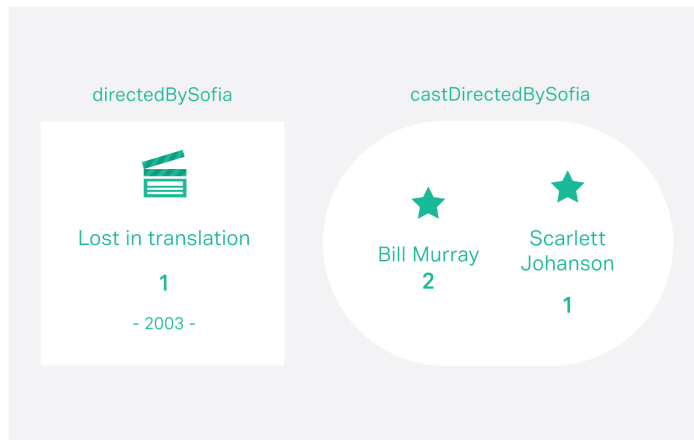 directedBySofia
castDirectedBySofia
Lost in translation
1
- 2003 -
Bill Murray
2
Scarlett
Johanson
1